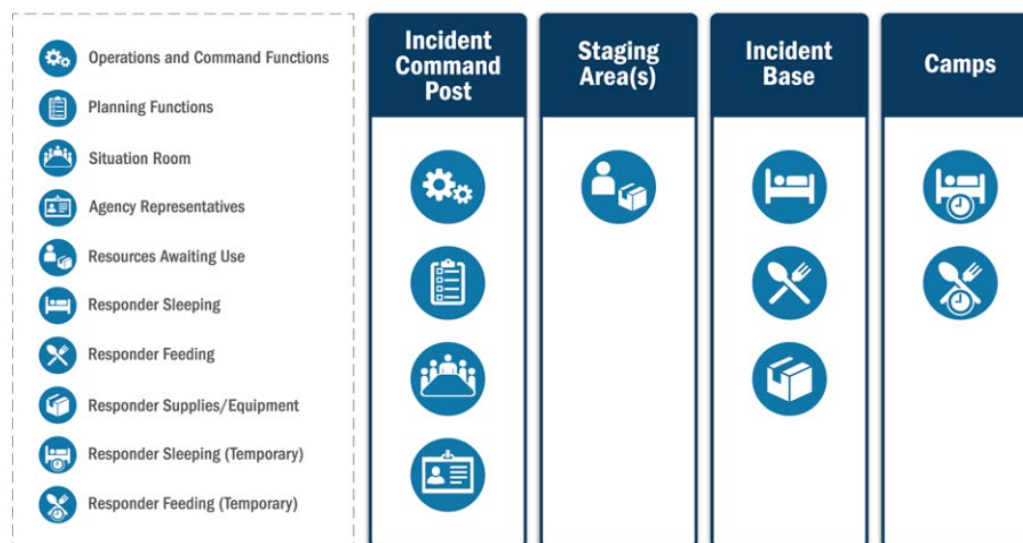 Operations and Command Functions
Planning Functions
Situation Room
Agency Representatives
Resources Awaiting Use
Responder Sleeping
Responder Feeding
Responder Supplies/Equipment
Responder Sleeping (Temporary)
Responder Feeding (Temporary)
Incident
Command
Post
Staging
Area(s)
Incident
Base
Camps